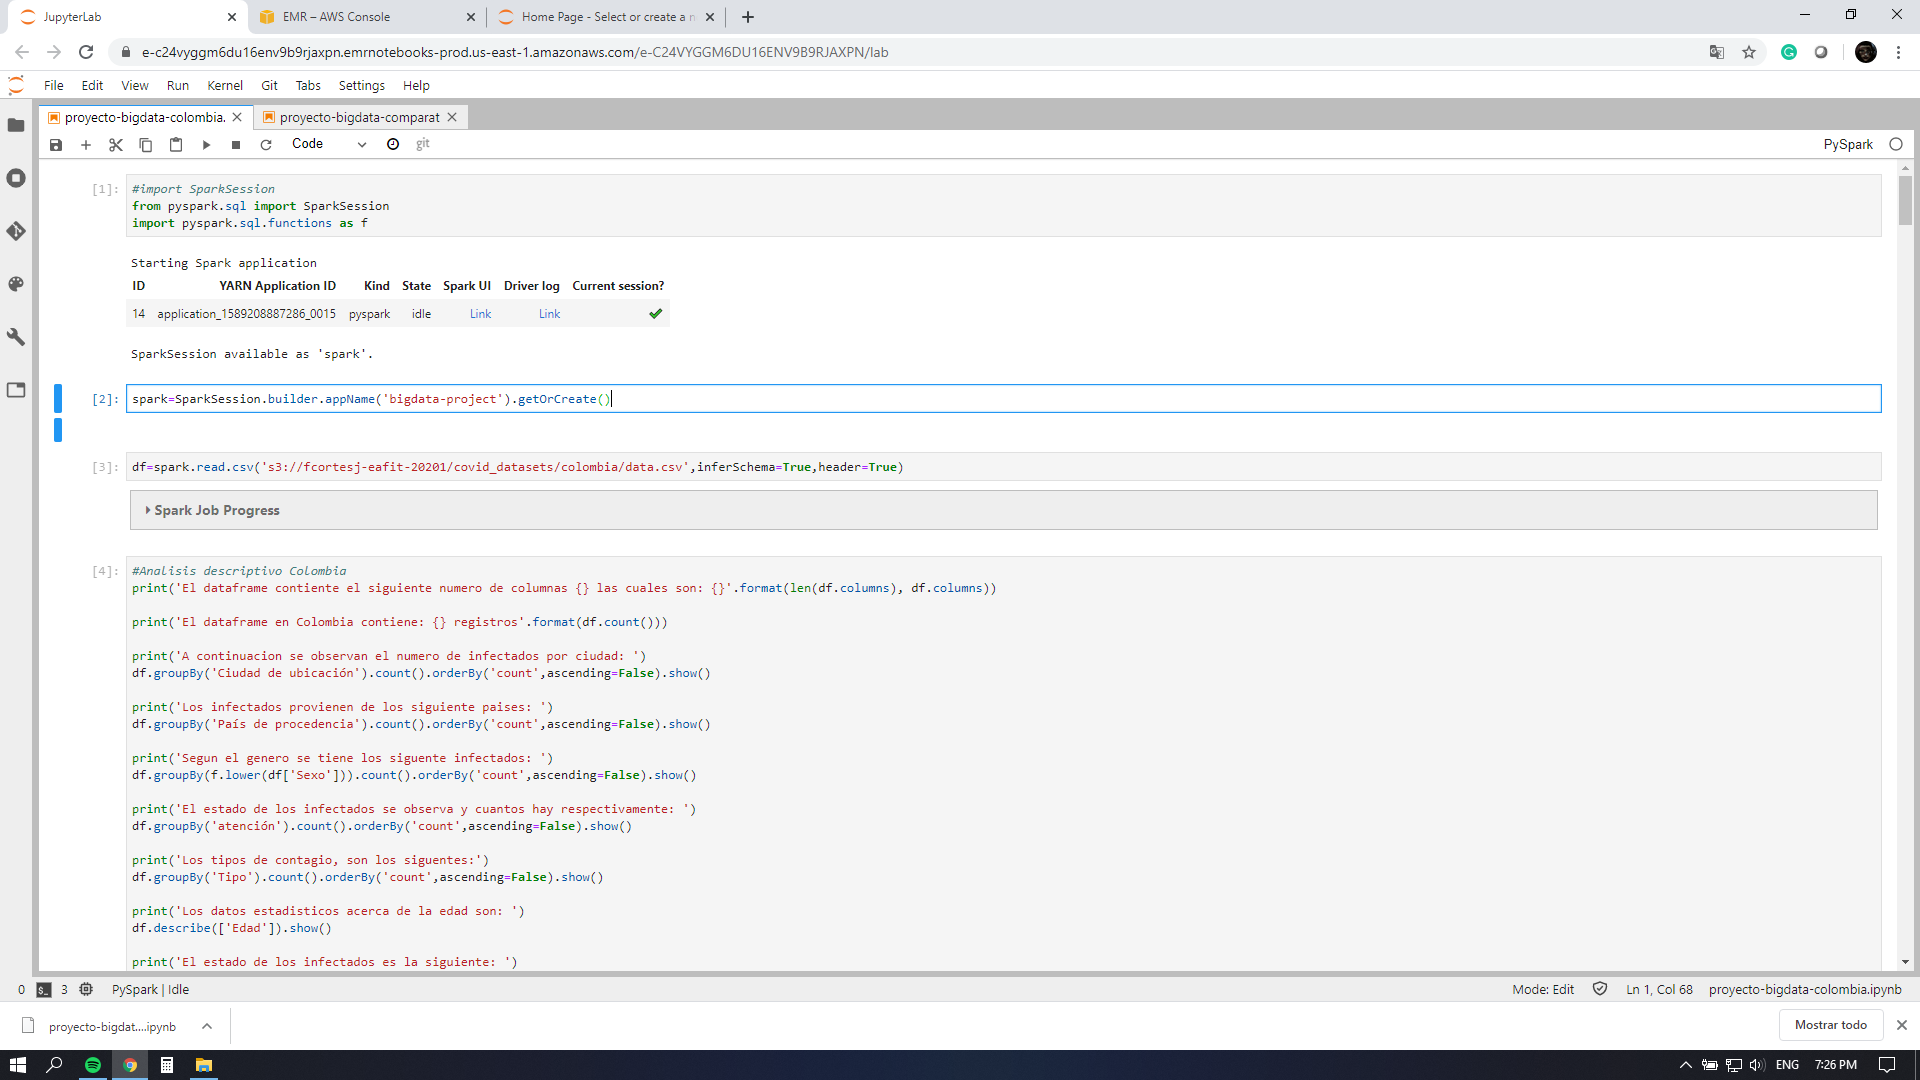 JupyterLab
EMR – AWS Console
Home Page - Select or create a n
e-c24vyggm6du16env9b9rjaxpn.emrnotebooks-prod.us-east-1.amazonaws.com/e-C24VYGGM6DU16ENV9B9RJAXPN/lab
File Edit View Run Kernel Git Tabs Settings Help
proyecto-bigdata-colombia.
proyecto-bigdata-comparat
Code
git
PySpark
[1]:
#import SparkSession
from pyspark.sql import SparkSession
import pyspark.sql.functions as f
Starting Spark application
ID YARN Application ID Kind State Spark UI Driver log Current session?
14 application_1589208887286_0015 pyspark idle Link Link ✔
SparkSession available as 'spark'.
[2]: spark=SparkSession.builder.appName('bigdata-project').getOrCreate()
[3]: df=spark.read.csv('s3://fcortesj-eafit-20201/covid_datasets/colombia/data.csv',inferSchema=True,header=True)
Spark Job Progress
[4]:
#Analisis descriptivo Colombia
print('El dataframe contiente el siguiente numero de columnas {} las cuales son: {}'.format(len(df.columns), df.columns))
print('El dataframe en Colombia contiene: {} registros'.format(df.count()))
print('A continuacion se observan el numero de infectados por ciudad: ')
df.groupBy('Ciudad de ubicación').count().orderBy('count',ascending=False).show()
print('Los infectados provienen de los siguiente paises: ')
df.groupBy('País de procedencia').count().orderBy('count',ascending=False).show()
print('Segun el genero se tiene los siguente infectados: ')
df.groupBy(f.lower(df['Sexo'])).count().orderBy('count',ascending=False).show()
print('El estado de los infectados se observa y cuantos hay respectivamente: ')
df.groupBy('atención').count().orderBy('count',ascending=False).show()
print('Los tipos de contagio, son los siguentes:')
df.groupBy('Tipo').count().orderBy('count',ascending=False).show()
print('Los datos estadisticos acerca de la edad son: ')
df.describe(['Edad']).show()
print('El estado de los infectados es la siguiente: ')
0 $_ 3 PySpark | Idle
Mode: Edit Ln 1, Col 68 proyecto-bigdata-colombia.ipynb
proyecto-bigdat....ipynb
Mostrar todo
ENG 7:26 PM